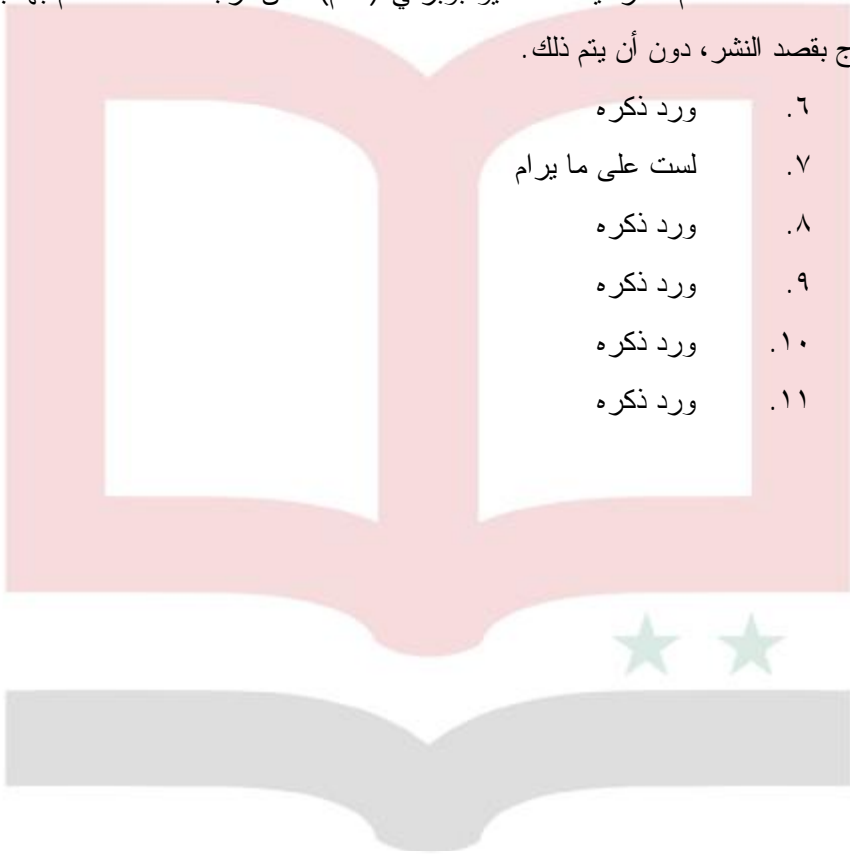 ج بقصد النشر، دون أن يتم ذلك.
٦. ورد ذكره
٧. لست على ما يرام
٨. ورد ذكره
٩. ورد ذكره
١٠. ورد ذكره
١١. ورد ذكره